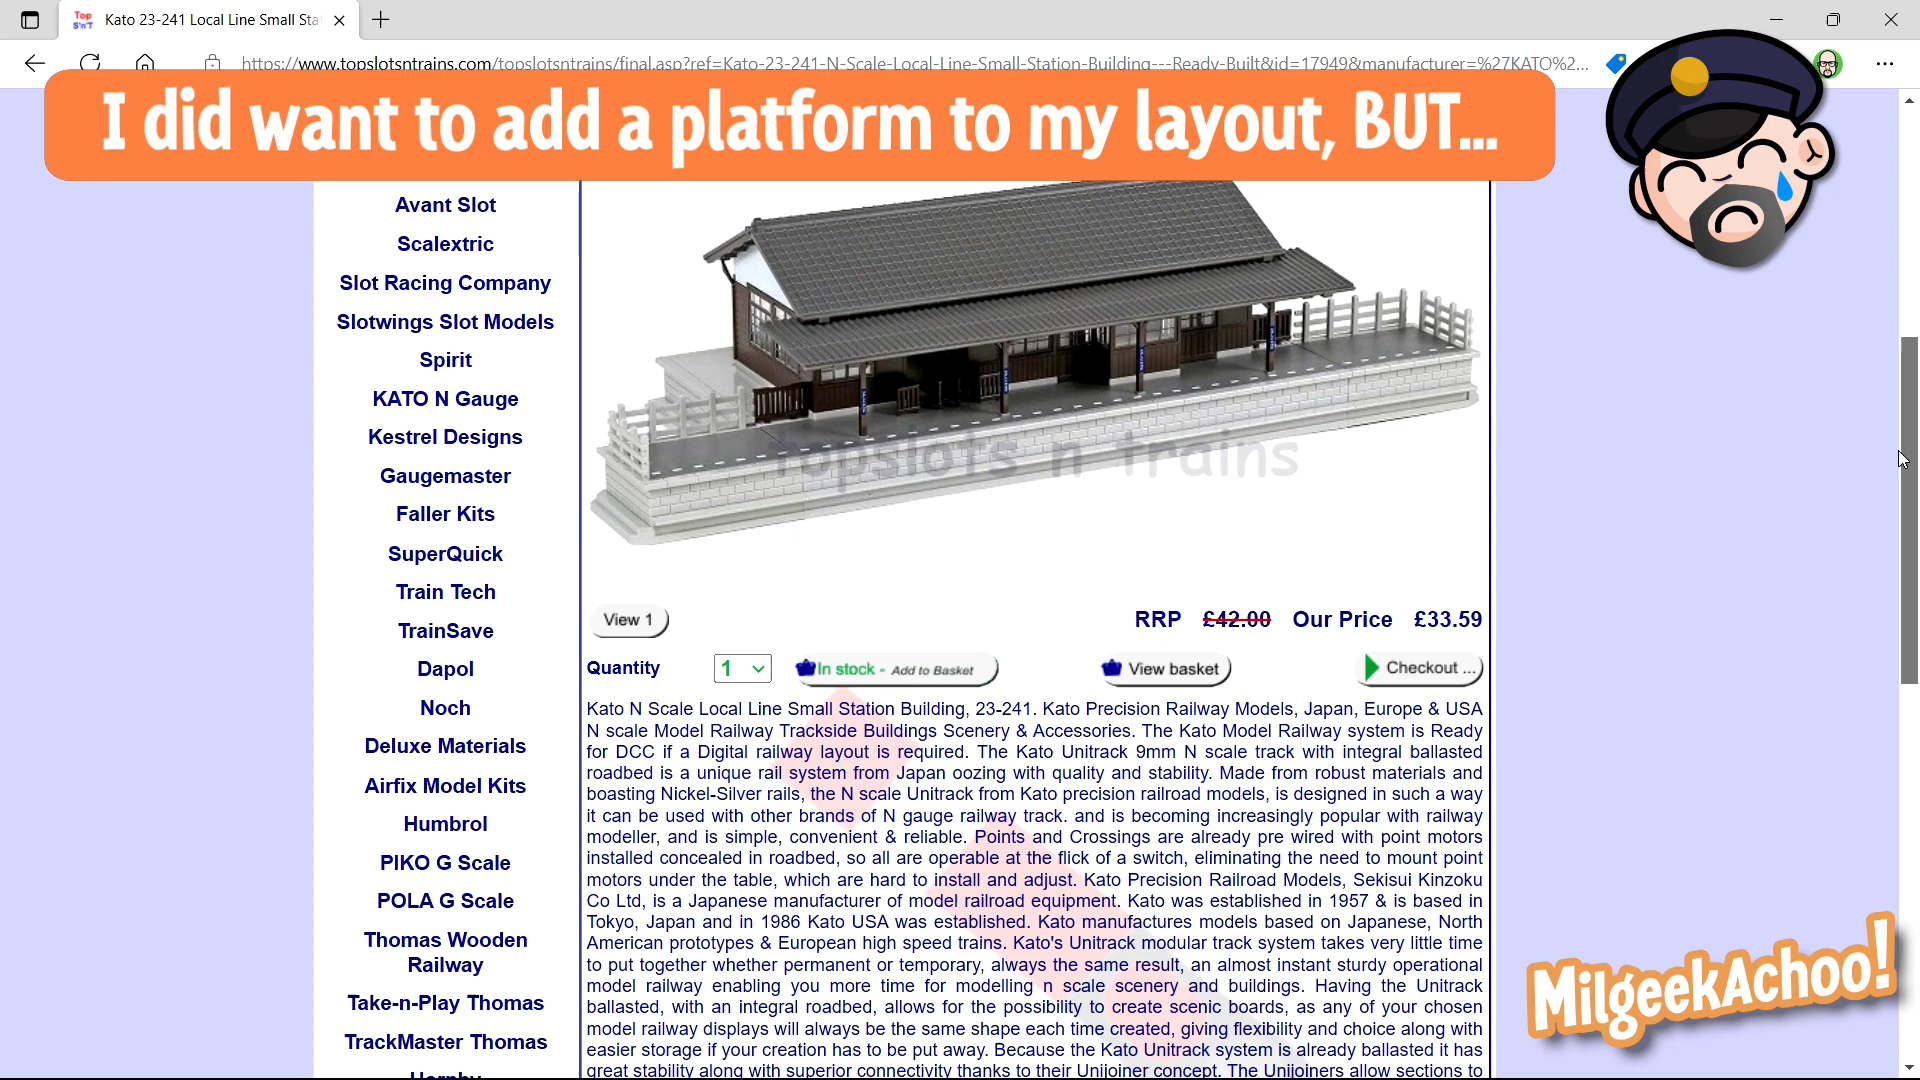 Top
S'n'T
Kato 23-241 Local Line Small Sta
https://www.topslotsntrains.com/topslotsntrains/final.asp?ref=Kato-23-241-N-Scale-Local-Line-Small-Station-Building---Ready-Built&id=17949&manufacturer=%27KATO%2...
I did want to add a platform to my layout, BUT...
Avant Slot
Scalextric
Slot Racing Company
Slotwings Slot Models
Spirit
KATO N Gauge
Kestrel Designs
Gaugemaster
Faller Kits
SuperQuick
Train Tech
TrainSave
Dapol
Noch
Deluxe Materials
Airfix Model Kits
Humbrol
PIKO G Scale
POLA G Scale
Thomas Wooden
Railway
Take-n-Play Thomas
TrackMaster Thomas
Hornby
topslots n trains
View 1
RRP £42.00 Our Price £33.59
Quantity 1 In stock - Add to Basket View basket Checkout ...
Kato N Scale Local Line Small Station Building, 23-241. Kato Precision Railway Models, Japan, Europe & USA
N scale Model Railway Trackside Buildings Scenery & Accessories. The Kato Model Railway system is Ready
for DCC if a Digital railway layout is required. The Kato Unitrack 9mm N scale track with integral ballasted
roadbed is a unique rail system from Japan oozing with quality and stability. Made from robust materials and
boasting Nickel-Silver rails, the N scale Unitrack from Kato precision railroad models, is designed in such a way
it can be used with other brands of N gauge railway track. and is becoming increasingly popular with railway
modeller, and is simple, convenient & reliable. Points and Crossings are already pre wired with point motors
installed concealed in roadbed, so all are operable at the flick of a switch, eliminating the need to mount point
motors under the table, which are hard to install and adjust. Kato Precision Railroad Models, Sekisui Kinzoku
Co Ltd, is a Japanese manufacturer of model railroad equipment. Kato was established in 1957 & is based in
Tokyo, Japan and in 1986 Kato USA was established. Kato manufactures models based on Japanese, North
American prototypes & European high speed trains. Kato's Unitrack modular track system takes very little time
to put together whether permanent or temporary, always the same result, an almost instant sturdy operational
model railway enabling you more time for modelling n scale scenery and buildings. Having the Unitrack
ballasted, with an integral roadbed, allows for the possibility to create scenic boards, as any of your chosen
model railway displays will always be the same shape each time created, giving flexibility and choice along with
easier storage if your creation has to be put away. Because the Kato Unitrack system is already ballasted it has
great stability along with superior connectivity thanks to their Unijoiner concept. The Unijoiners allow sections to
MilgeekAchoo!